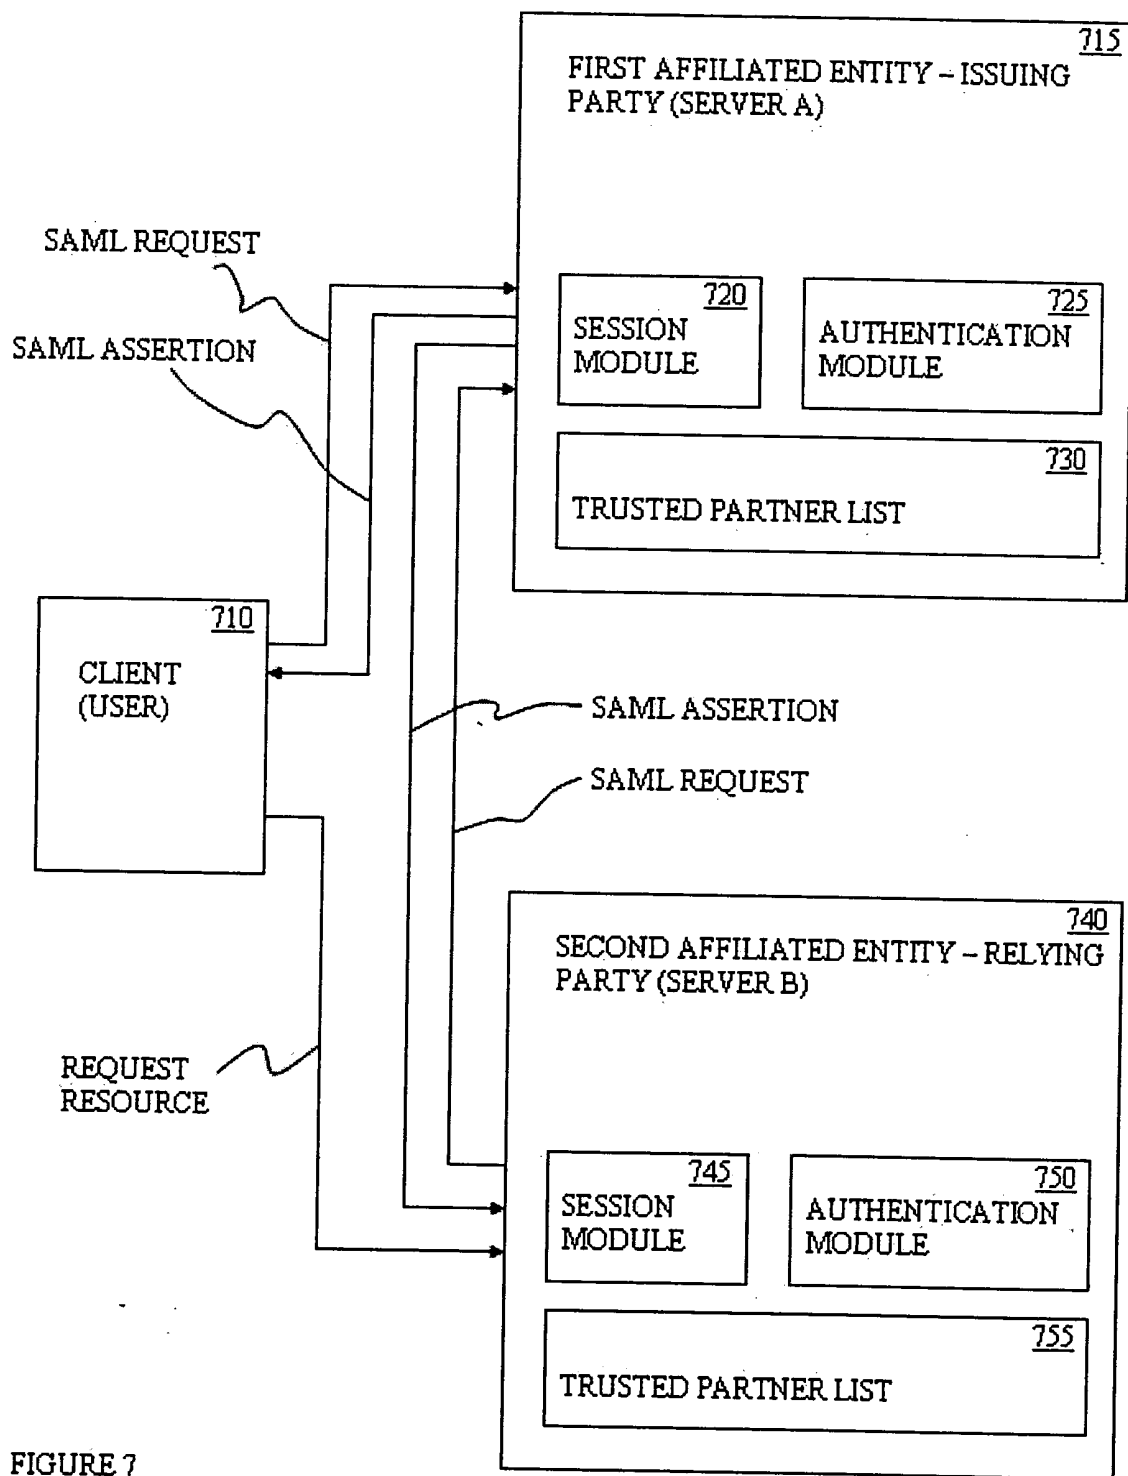 715
FIRST AFFILIATED ENTITY – ISSUING
PARTY (SERVER A)
SAML REQUEST
SAML ASSERTION
720
SESSION
MODULE
725
AUTHENTICATION
MODULE
730
TRUSTED PARTNER LIST
710
CLIENT
(USER)
SAML ASSERTION
SAML REQUEST
740
SECOND AFFILIATED ENTITY – RELYING
PARTY (SERVER B)
REQUEST
RESOURCE
745
SESSION
MODULE
750
AUTHENTICATION
MODULE
755
TRUSTED PARTNER LIST
FIGURE 7